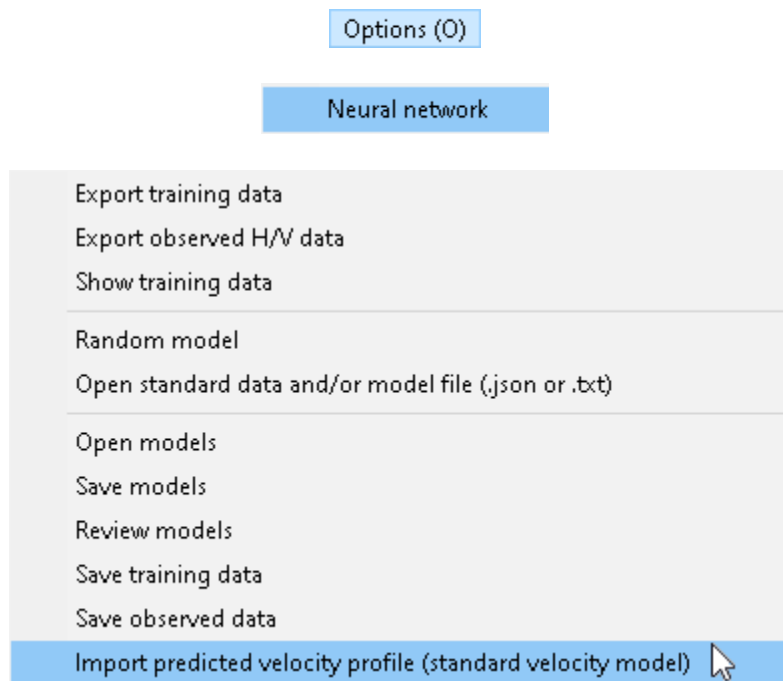 Options (O)
Neural network
Export training data
Export observed H/V data
Show training data
Random model
Open standard data and/or model file (.json or .txt)
Open models
Save models
Review models
Save training data
Save observed data
Import predicted velocity profile (standard velocity model)